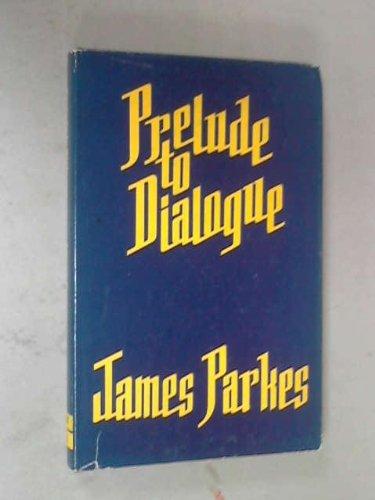 Prelude
to
Dialogue
James Parkes